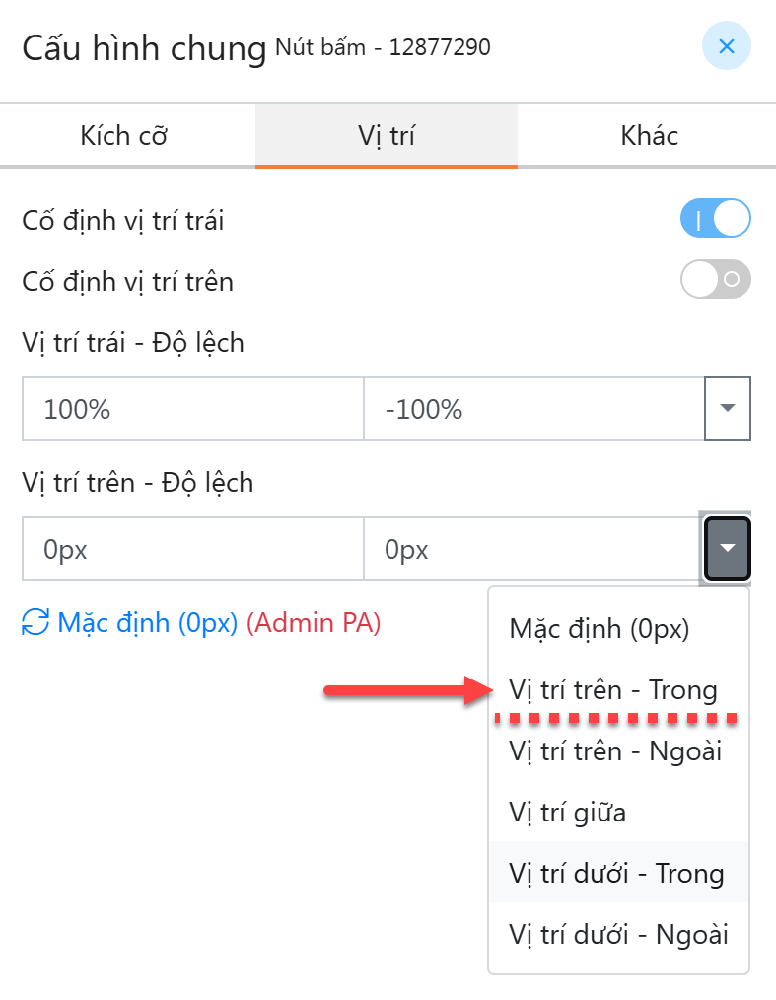 Cấu hình chung Nút bấm - 12877290
Kích cỡ Vị trí Khác
Cố định vị trí trái
Cố định vị trí trên
Vị trí trái - Độ lệch
100% -100%
Vị trí trên - Độ lệch
0px 0px
Mặc định (0px) (Admin PA)
Mặc định (0px)
Vị trí trên - Trong
Vị trí trên - Ngoài
Vị trí giữa
Vị trí dưới - Trong
Vị trí dưới - Ngoài